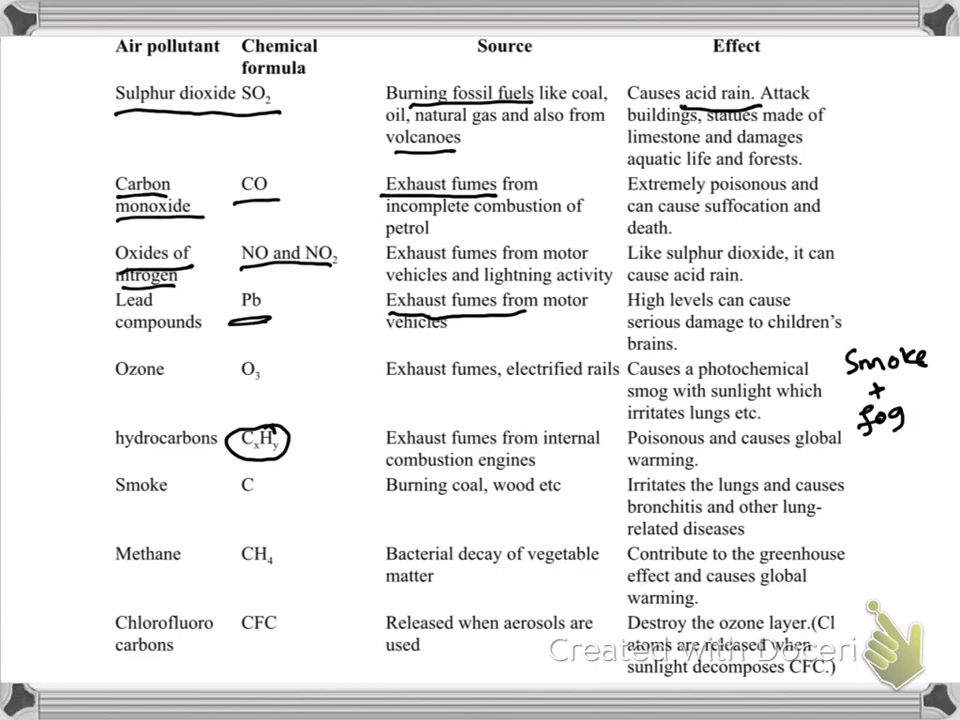 Air pollutant Chemical formula Source Effect
Sulphur dioxide SO₂ Burning fossil fuels like coal, Causes acid rain. Attack
oil, natural gas and also from buildings, statues made of
volcanoes limestone and damages
aquatic life and forests.
Carbon CO Exhaust fumes from Extremely poisonous and
monoxide incomplete combustion of can cause suffocation and
petrol death.
Oxides of NO and NO₂ Exhaust fumes from motor Like sulphur dioxide, it can
nitrogen vehicles and lightning activity cause acid rain.
Lead Pb Exhaust fumes from motor High levels can cause
compounds vehicles serious damage to children's
brains.
Ozone O₃ Exhaust fumes, electrified rails Causes a photochemical
smog with sunlight which
irritates lungs etc.
Smoke
+
fog
hydrocarbons CₓHᵧ Exhaust fumes from internal Poisonous and causes global
combustion engines warming.
Smoke C Burning coal, wood etc Irritates the lungs and causes
bronchitis and other lung-
related diseases
Methane CH₄ Bacterial decay of vegetable Contribute to the greenhouse
matter effect and causes global
warming.
Chlorofluoro CFC Released when aerosols are Destroy the ozone layer.(Cl
carbons used atoms are released when
sunlight decomposes CFC.)
Created with Doceri